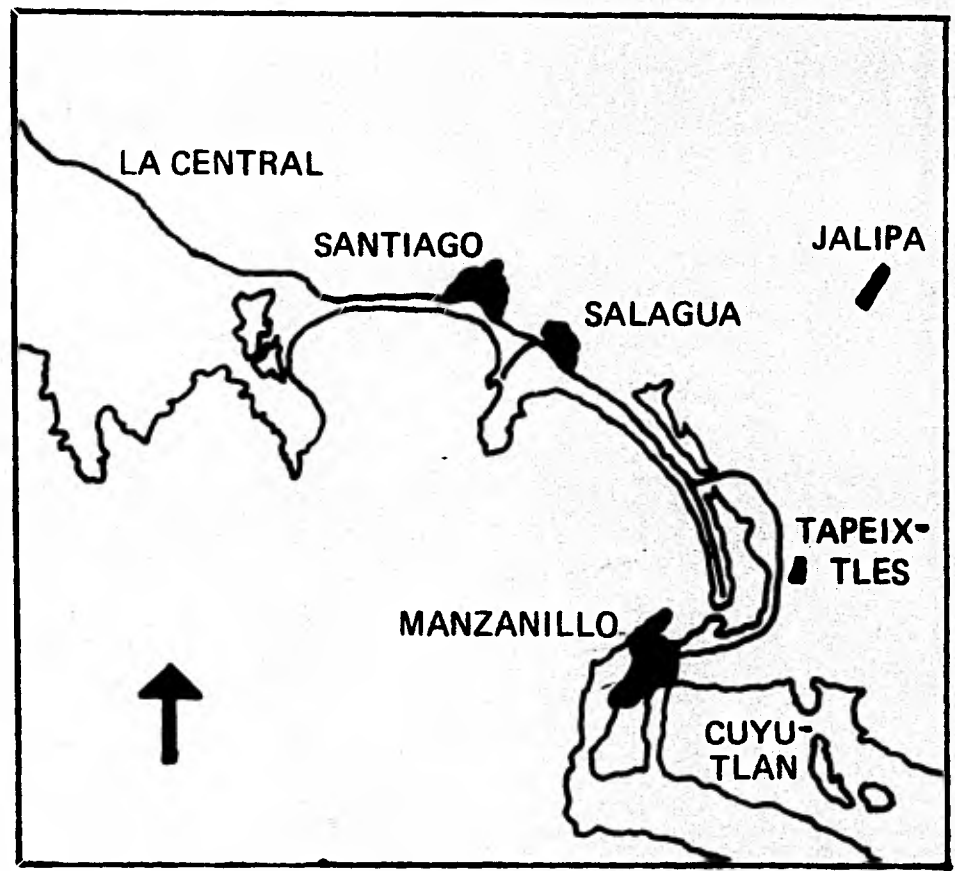 LA CENTRAL
SANTIAGO
JALIPA
SALAGUA
TAPEIX-
TLES
MANZANILLO
CUYU-
TLAN